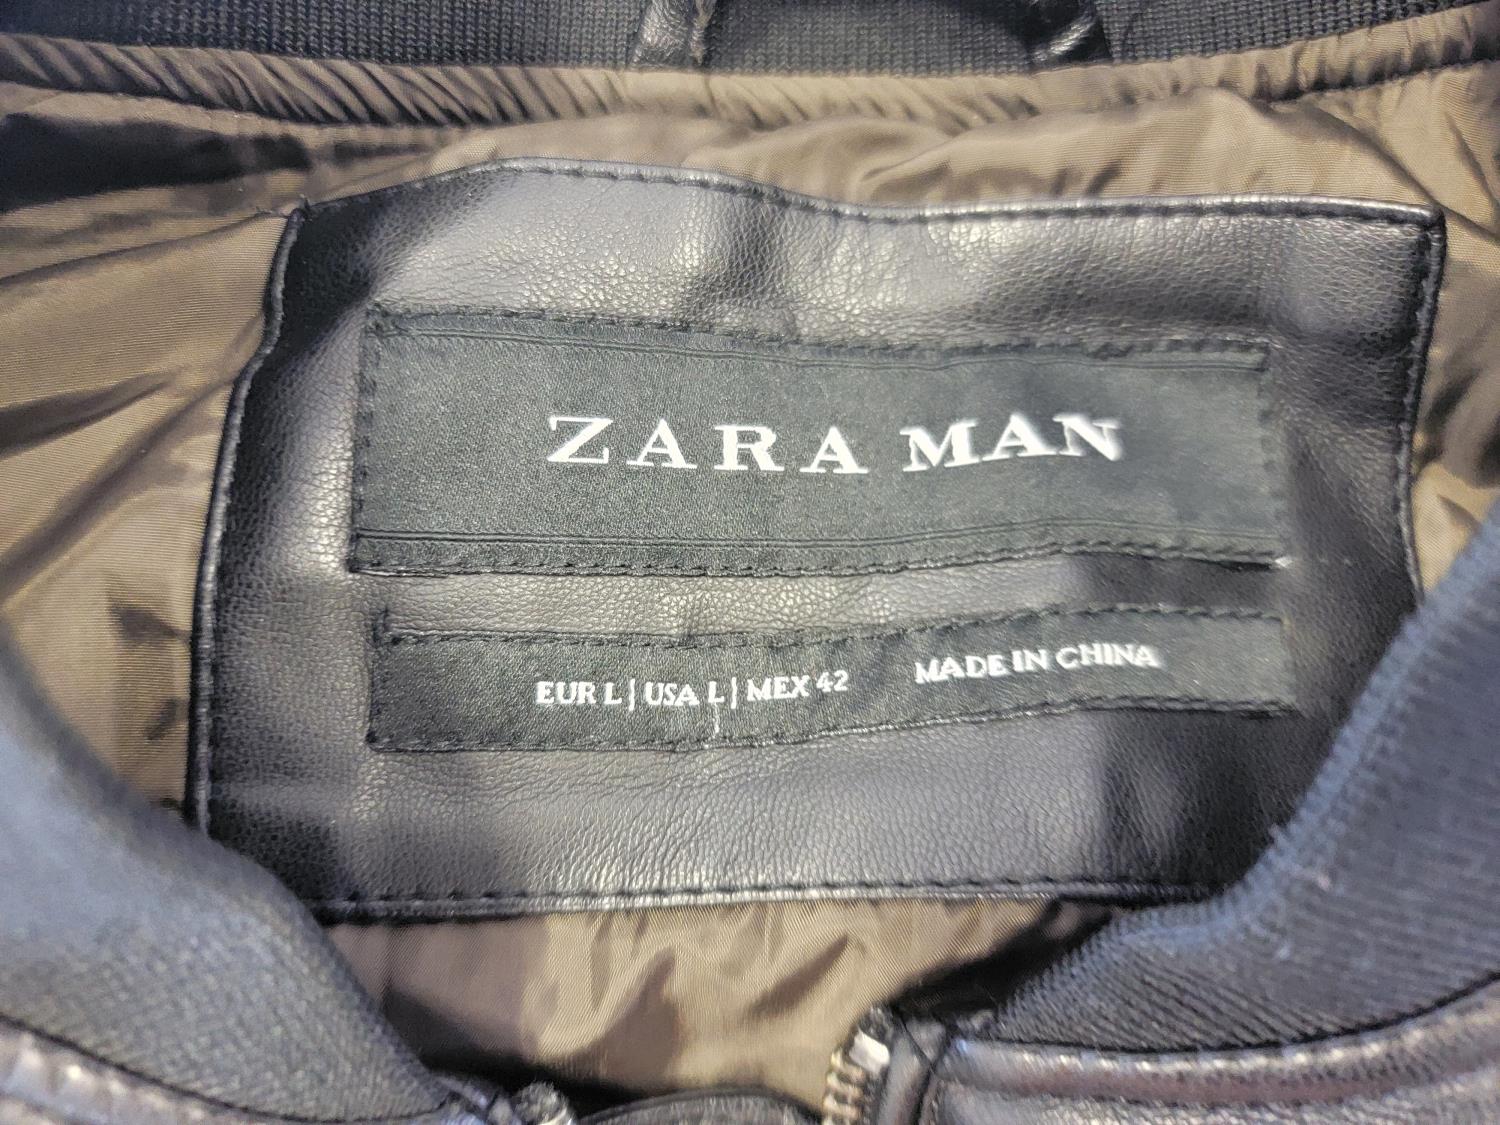 ZARA MAN
EUR L | USA L | MEX 42 MADE IN CHINA